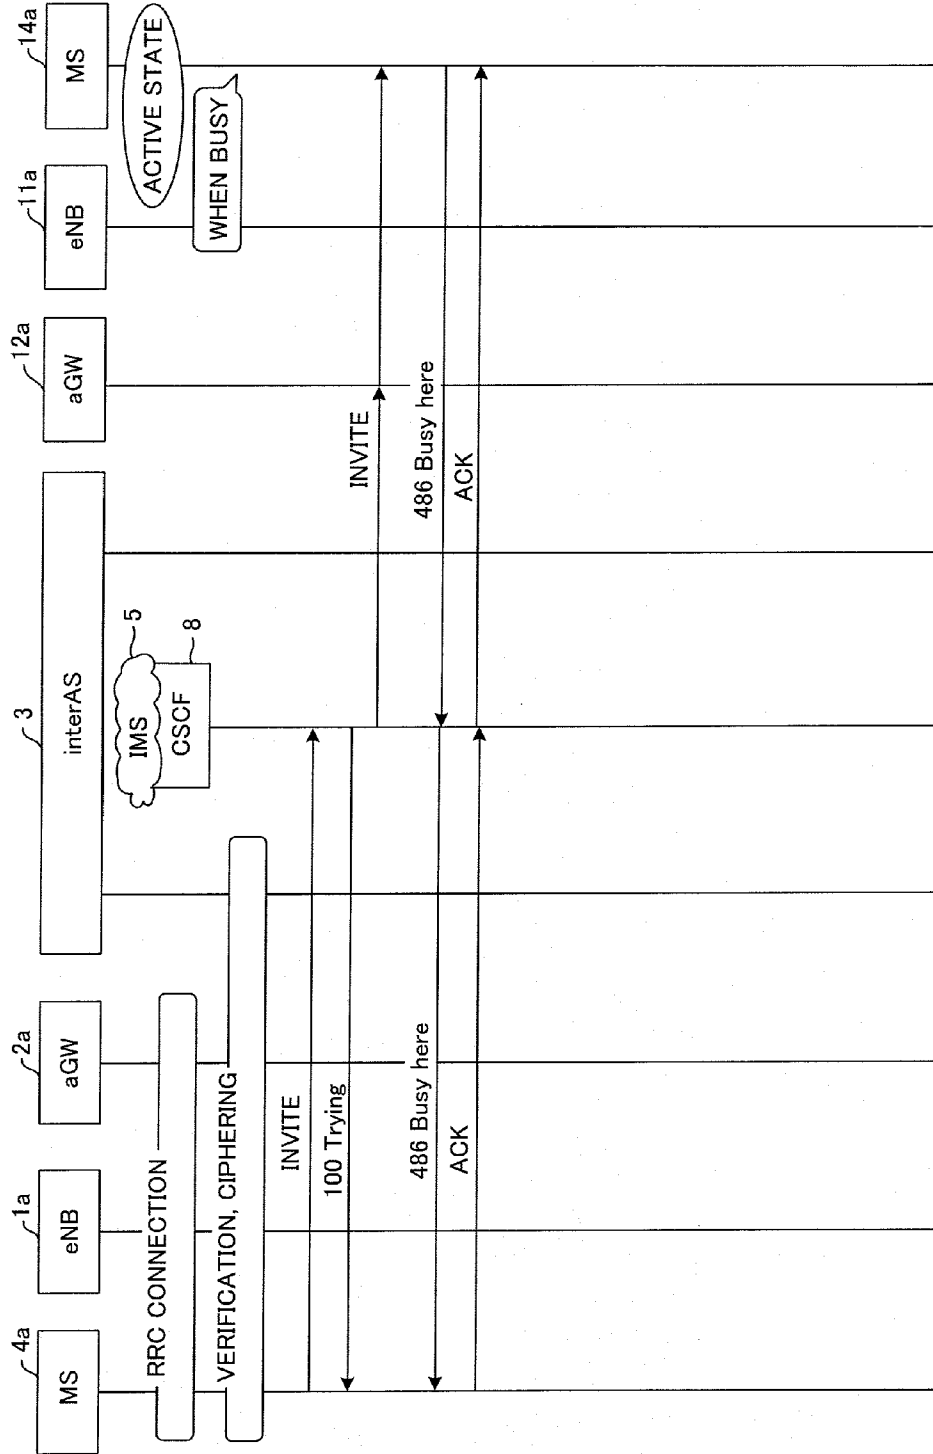 4a
1a
2a
3
12a
11a
14a
MS
eNB
aGW
interAS
aGW
eNB
MS
RRC CONNECTION
IMS
5
ACTIVE STATE
CSCF
8
VERIFICATION, CIPHERING
WHEN BUSY
INVITE
100 Trying
INVITE
486 Busy here
486 Busy here
ACK
ACK